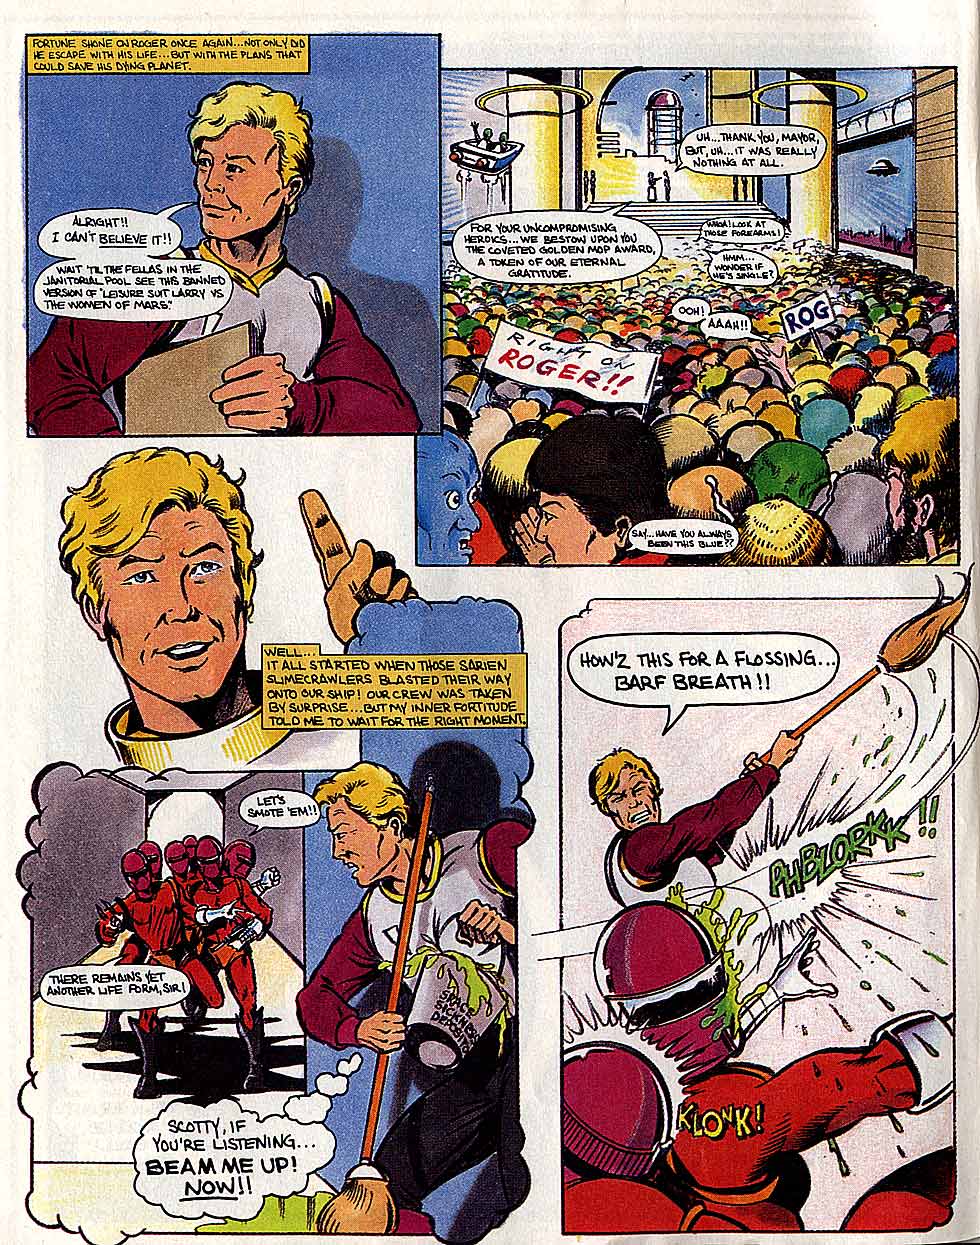 FORTUNE SHONE ON ROGER ONCE AGAIN...NOT ONLY DID
HE ESCAPE WITH HIS LIFE...BUT WITH THE PLANS THAT
COULD SAVE HIS DYING PLANET.
ALRIGHT!!
I CAN'T BELIEVE IT!!
WAIT 'TIL THE FELLAS IN THE
JANITORIAL POOL SEE THIS BANNED
VERSION OF "LEISURE SUIT LARRY VS
THE WOMEN OF MARS."
UH...THANK YOU, MAYOR,
BUT, UH...IT WAS REALLY
NOTHING AT ALL.
FOR YOUR UNCOMPROMISING
HEROICS...WE BESTOW UPON YOU
THE COVETED GOLDEN MOP AWARD,
A TOKEN OF OUR ETERNAL
GRATITUDE.
WHOA! LOOK AT
THOSE FOREARMS!
HMM...
WONDER IF
HE'S SINGLE?
OOH!
AAAH!!
ROG
RIGHT ON
ROGER!!
SAY...HAVE YOU ALWAYS
BEEN THIS BLUE??
WELL...
IT ALL STARTED WHEN THOSE SARIEN
SLIMECRAWLERS BLASTED THEIR WAY
ONTO OUR SHIP! OUR CREW WAS TAKEN
BY SURPRISE...BUT MY INNER FORTITUDE
TOLD ME TO WAIT FOR THE RIGHT MOMENT.
LET'S
SMOTE 'EM!!
THERE REMAINS YET
ANOTHER LIFE FORM, SIR!
SPACE
SCOTTY, IF
YOU'RE LISTENING...
BEAM ME UP!
NOW!!
HOW'Z THIS FOR A FLOSSING...
BARF BREATH!!
PHBLORKK!!
KLONK!